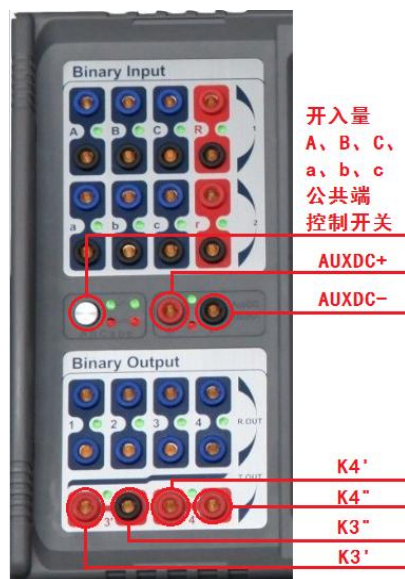 Binary Input
A B C R 1
a b c r 2
开入量
A、B、C、
a、b、c
公共端
控制开关
AUXDC+
AUXDC-
Binary Output
1 2 3 4 R.OUT
T.OUT
3' 4'
K4'
K4"
K3"
K3'